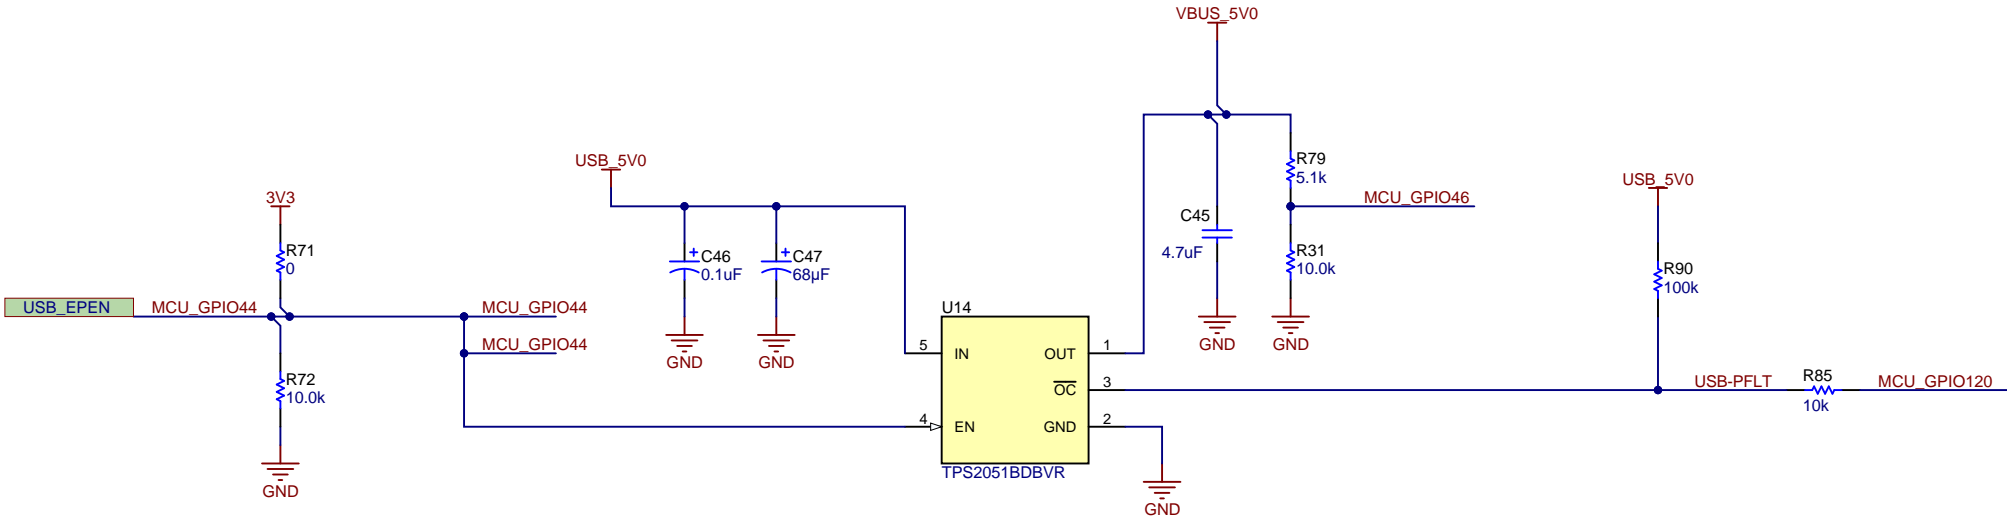 VBUS_5V0
USB_5V0
R79
5.1k
USB_5V0
3V3
MCU_GPIO46
C45
4.7uF
R71
0
C46
0.1uF
C47
68µF
R31
10.0k
R90
100k
USB_EPEN
MCU_GPIO44
MCU_GPIO44
U14
MCU_GPIO44
GND
GND
GND
GND
5
IN
OUT
1
R72
10.0k
OC
3
USB-PFLT
R85
10k
MCU_GPIO120
4
EN
GND
2
TPS2051BDBVR
GND
GND